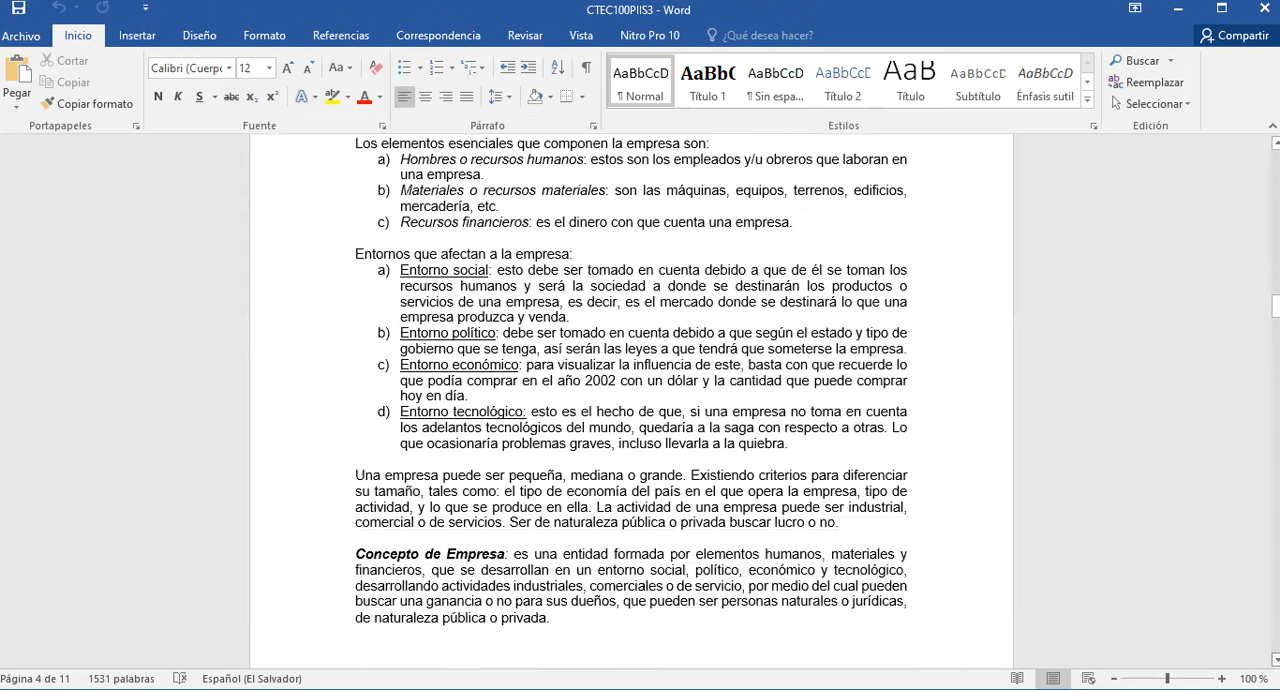 CTEC100PIIS3 - Word
Archivo Inicio Insertar Diseño Formato Referencias Correspondencia Revisar Vista Nitro Pro 10 ¿Qué desea hacer? Compartir
Pegar
Cortar
Copiar
Copiar formato
Portapapeles
Calibri (Cuerpo 12
Aa
N K S abc x₂ x² A ab A
Fuente
Párrafo
AaBbCcD AaBbC AaBbCcD AaBbCcC AaB AaBbCcD AaBbCcD
¶ Normal Título 1 ¶ Sin espa... Título 2 Título Subtítulo Énfasis sutil
Estilos
Buscar
Reemplazar
Seleccionar
Edición
Los elementos esenciales que componen la empresa son:
a) Hombres o recursos humanos: estos son los empleados y/u obreros que laboran en
una empresa.
b) Materiales o recursos materiales: son las máquinas, equipos, terrenos, edificios,
mercadería, etc.
c) Recursos financieros: es el dinero con que cuenta una empresa.
Entornos que afectan a la empresa:
a) Entorno social: esto debe ser tomado en cuenta debido a que de él se toman los
recursos humanos y será la sociedad a donde se destinarán los productos o
servicios de una empresa, es decir, es el mercado donde se destinará lo que una
empresa produzca y venda.
b) Entorno político: debe ser tomado en cuenta debido a que según el estado y tipo de
gobierno que se tenga, así serán las leyes a que tendrá que someterse la empresa.
c) Entorno económico: para visualizar la influencia de este, basta con que recuerde lo
que podía comprar en el año 2002 con un dólar y la cantidad que puede comprar
hoy en día.
d) Entorno tecnológico: esto es el hecho de que, si una empresa no toma en cuenta
los adelantos tecnológicos del mundo, quedaría a la saga con respecto a otras. Lo
que ocasionaría problemas graves, incluso llevarla a la quiebra.
Una empresa puede ser pequeña, mediana o grande. Existiendo criterios para diferenciar
su tamaño, tales como: el tipo de economía del país en el que opera la empresa, tipo de
actividad, y lo que se produce en ella. La actividad de una empresa puede ser industrial,
comercial o de servicios. Ser de naturaleza pública o privada buscar lucro o no.
Concepto de Empresa: es una entidad formada por elementos humanos, materiales y
financieros, que se desarrollan en un entorno social, político, económico y tecnológico,
desarrollando actividades industriales, comerciales o de servicio, por medio del cual pueden
buscar una ganancia o no para sus dueños, que pueden ser personas naturales o jurídicas,
de naturaleza pública o privada.
Página 4 de 11 1531 palabras Español (El Salvador) 100 %